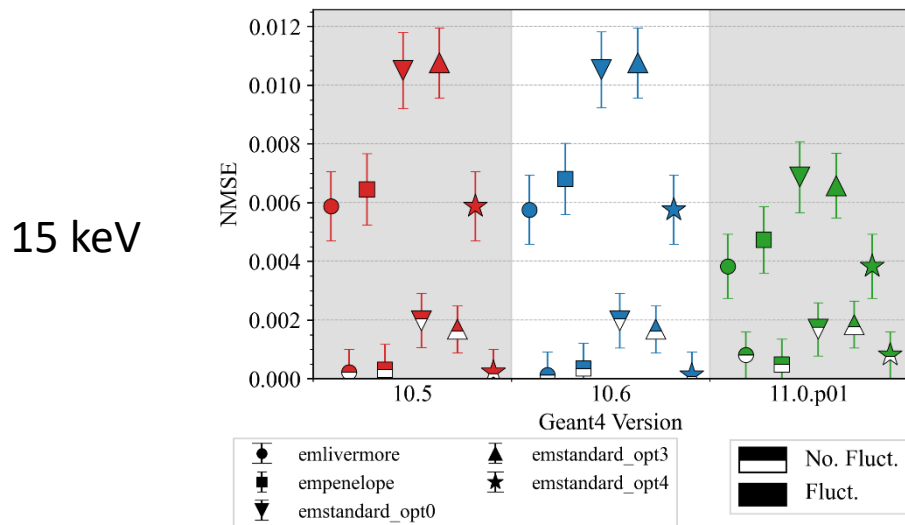 15 keV
NMSE
0.012
0.010
0.008
0.006
0.004
0.002
0.000
10.5 10.6 11.0.p01
Geant4 Version
emlivermore emstandard_opt3
empenelope emstandard_opt4
emstandard_opt0
No. Fluct.
Fluct.